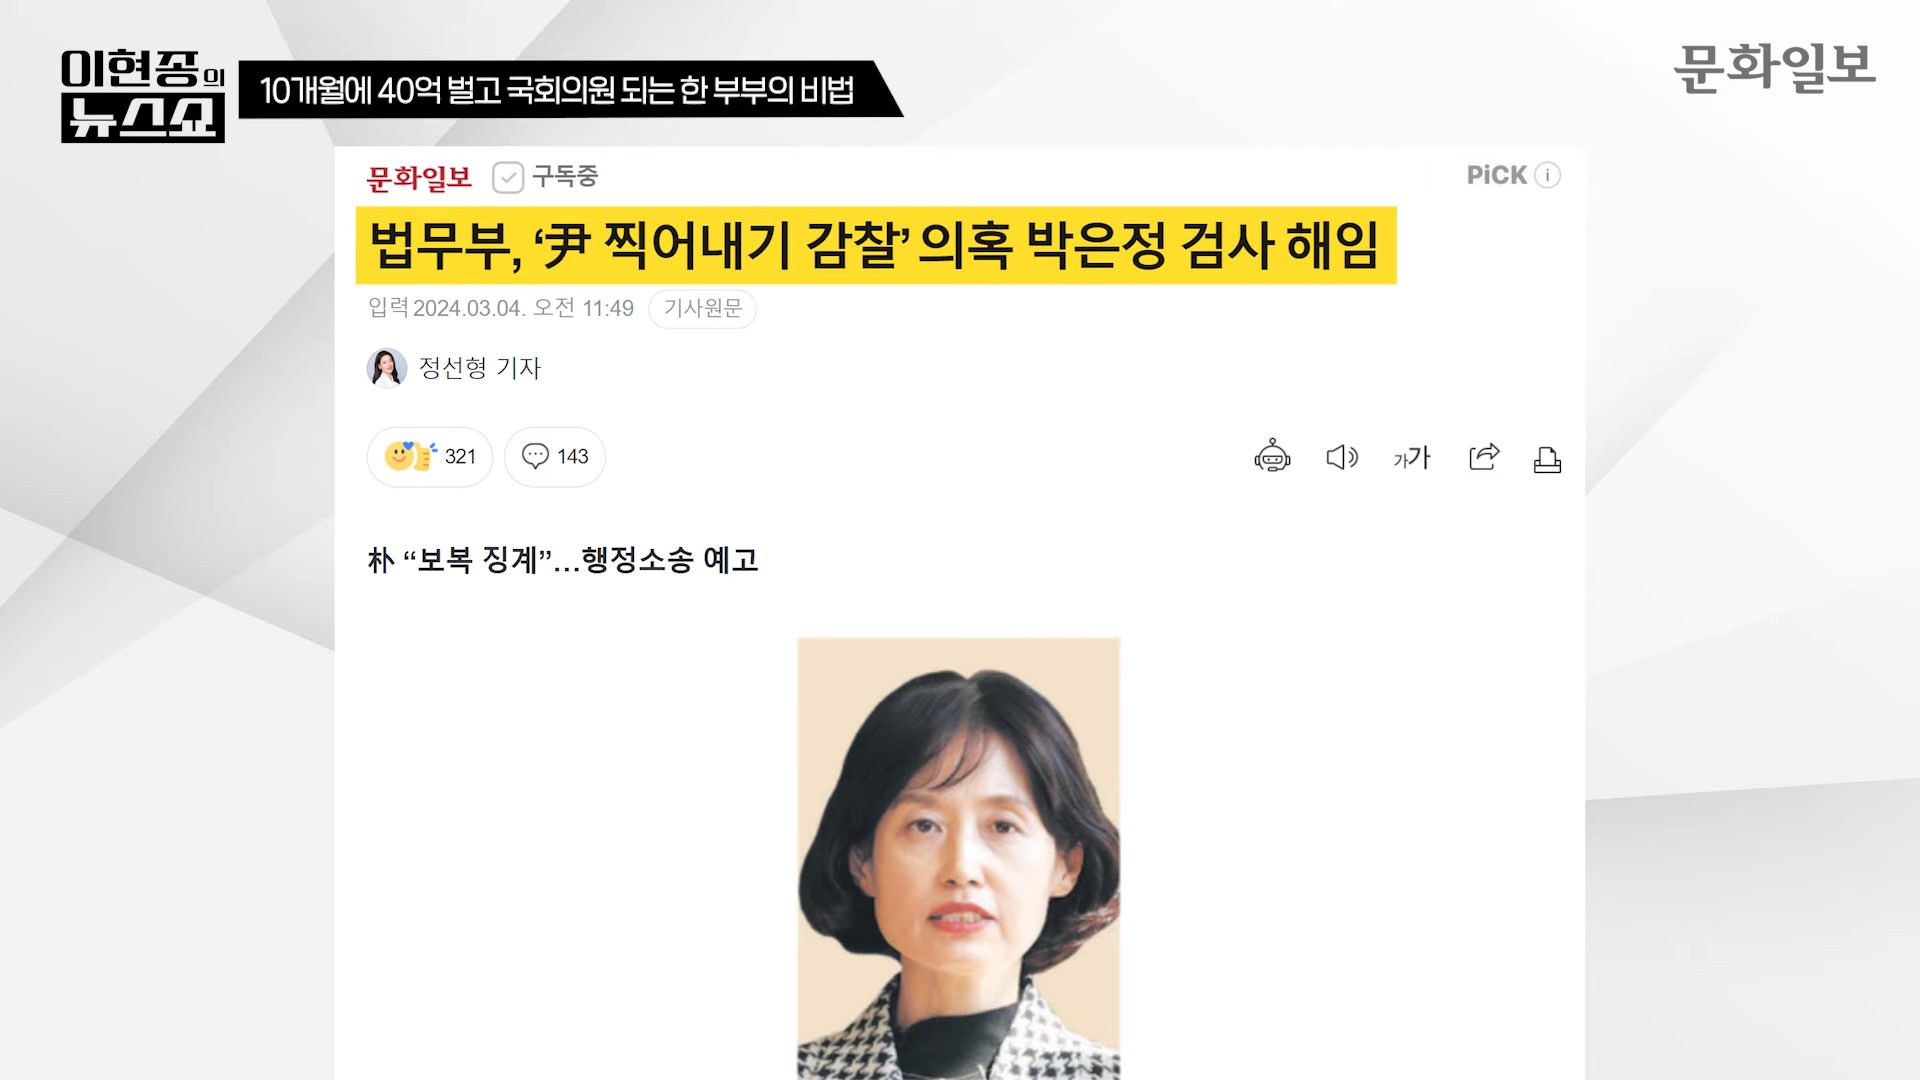 이현종의
뉴스쇼
10개월에 40억 벌고 국회의원 되는 한 부부의 비법
문화일보
문화일보 구독중
PiCK i
법무부, ‘尹 찍어내기 감찰’ 의혹 박은정 검사 해임
입력 2024.03.04. 오전 11:49 기사원문
정선형 기자
321 143
가가
朴 “보복 징계”…행정소송 예고